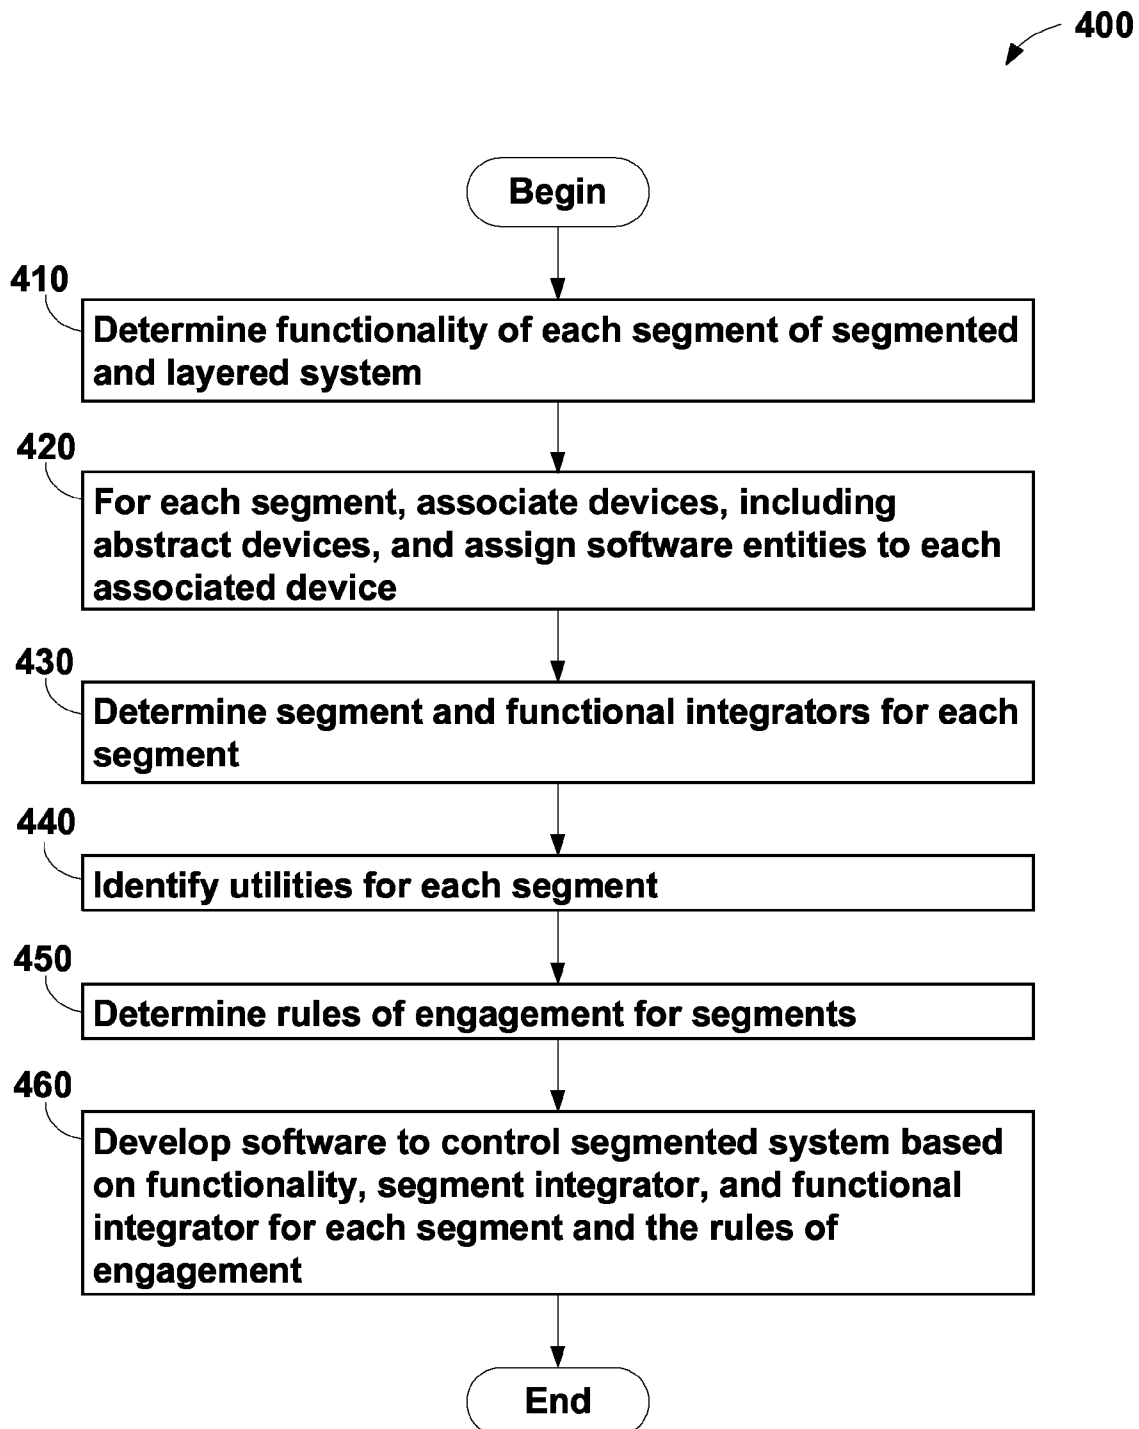 400
Begin
410
Determine functionality of each segment of segmented
and layered system
420
For each segment, associate devices, including
abstract devices, and assign software entities to each
associated device
430
Determine segment and functional integrators for each
segment
440
Identify utilities for each segment
450
Determine rules of engagement for segments
460
Develop software to control segmented system based
on functionality, segment integrator, and functional
integrator for each segment and the rules of
engagement
End